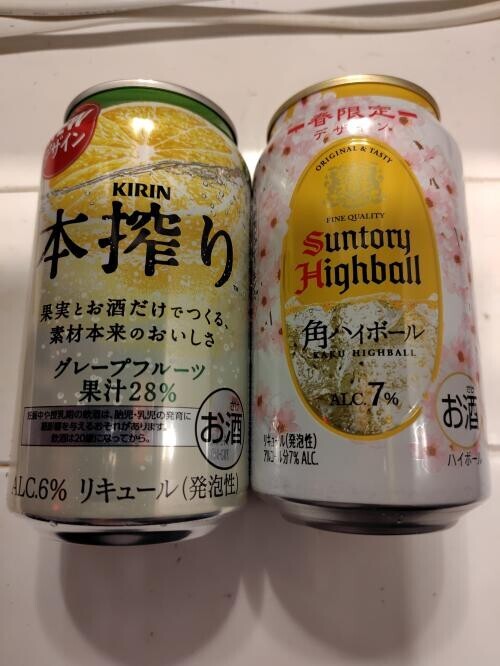 デザイン
KIRIN
本搾り
TM
果実とお酒だけでつくる、
素材本来のおいしさ
グレープフルーツ
果汁28%
妊娠中や授乳期の飲酒は、胎児・乳児の発育に
悪影響を与えるおそれがあります。
飲酒は20歳になってから。
お酒
ALC.6% リキュール(発泡性)
春限定
デザイン
ORIGINAL & TASTY
FINE QUALITY
Suntory
Highball
角ハイボール
KAKU HIGHBALL
ALC.7%
お酒
ハイボール
リキュール(発泡性)
アルコール分7% ALC.